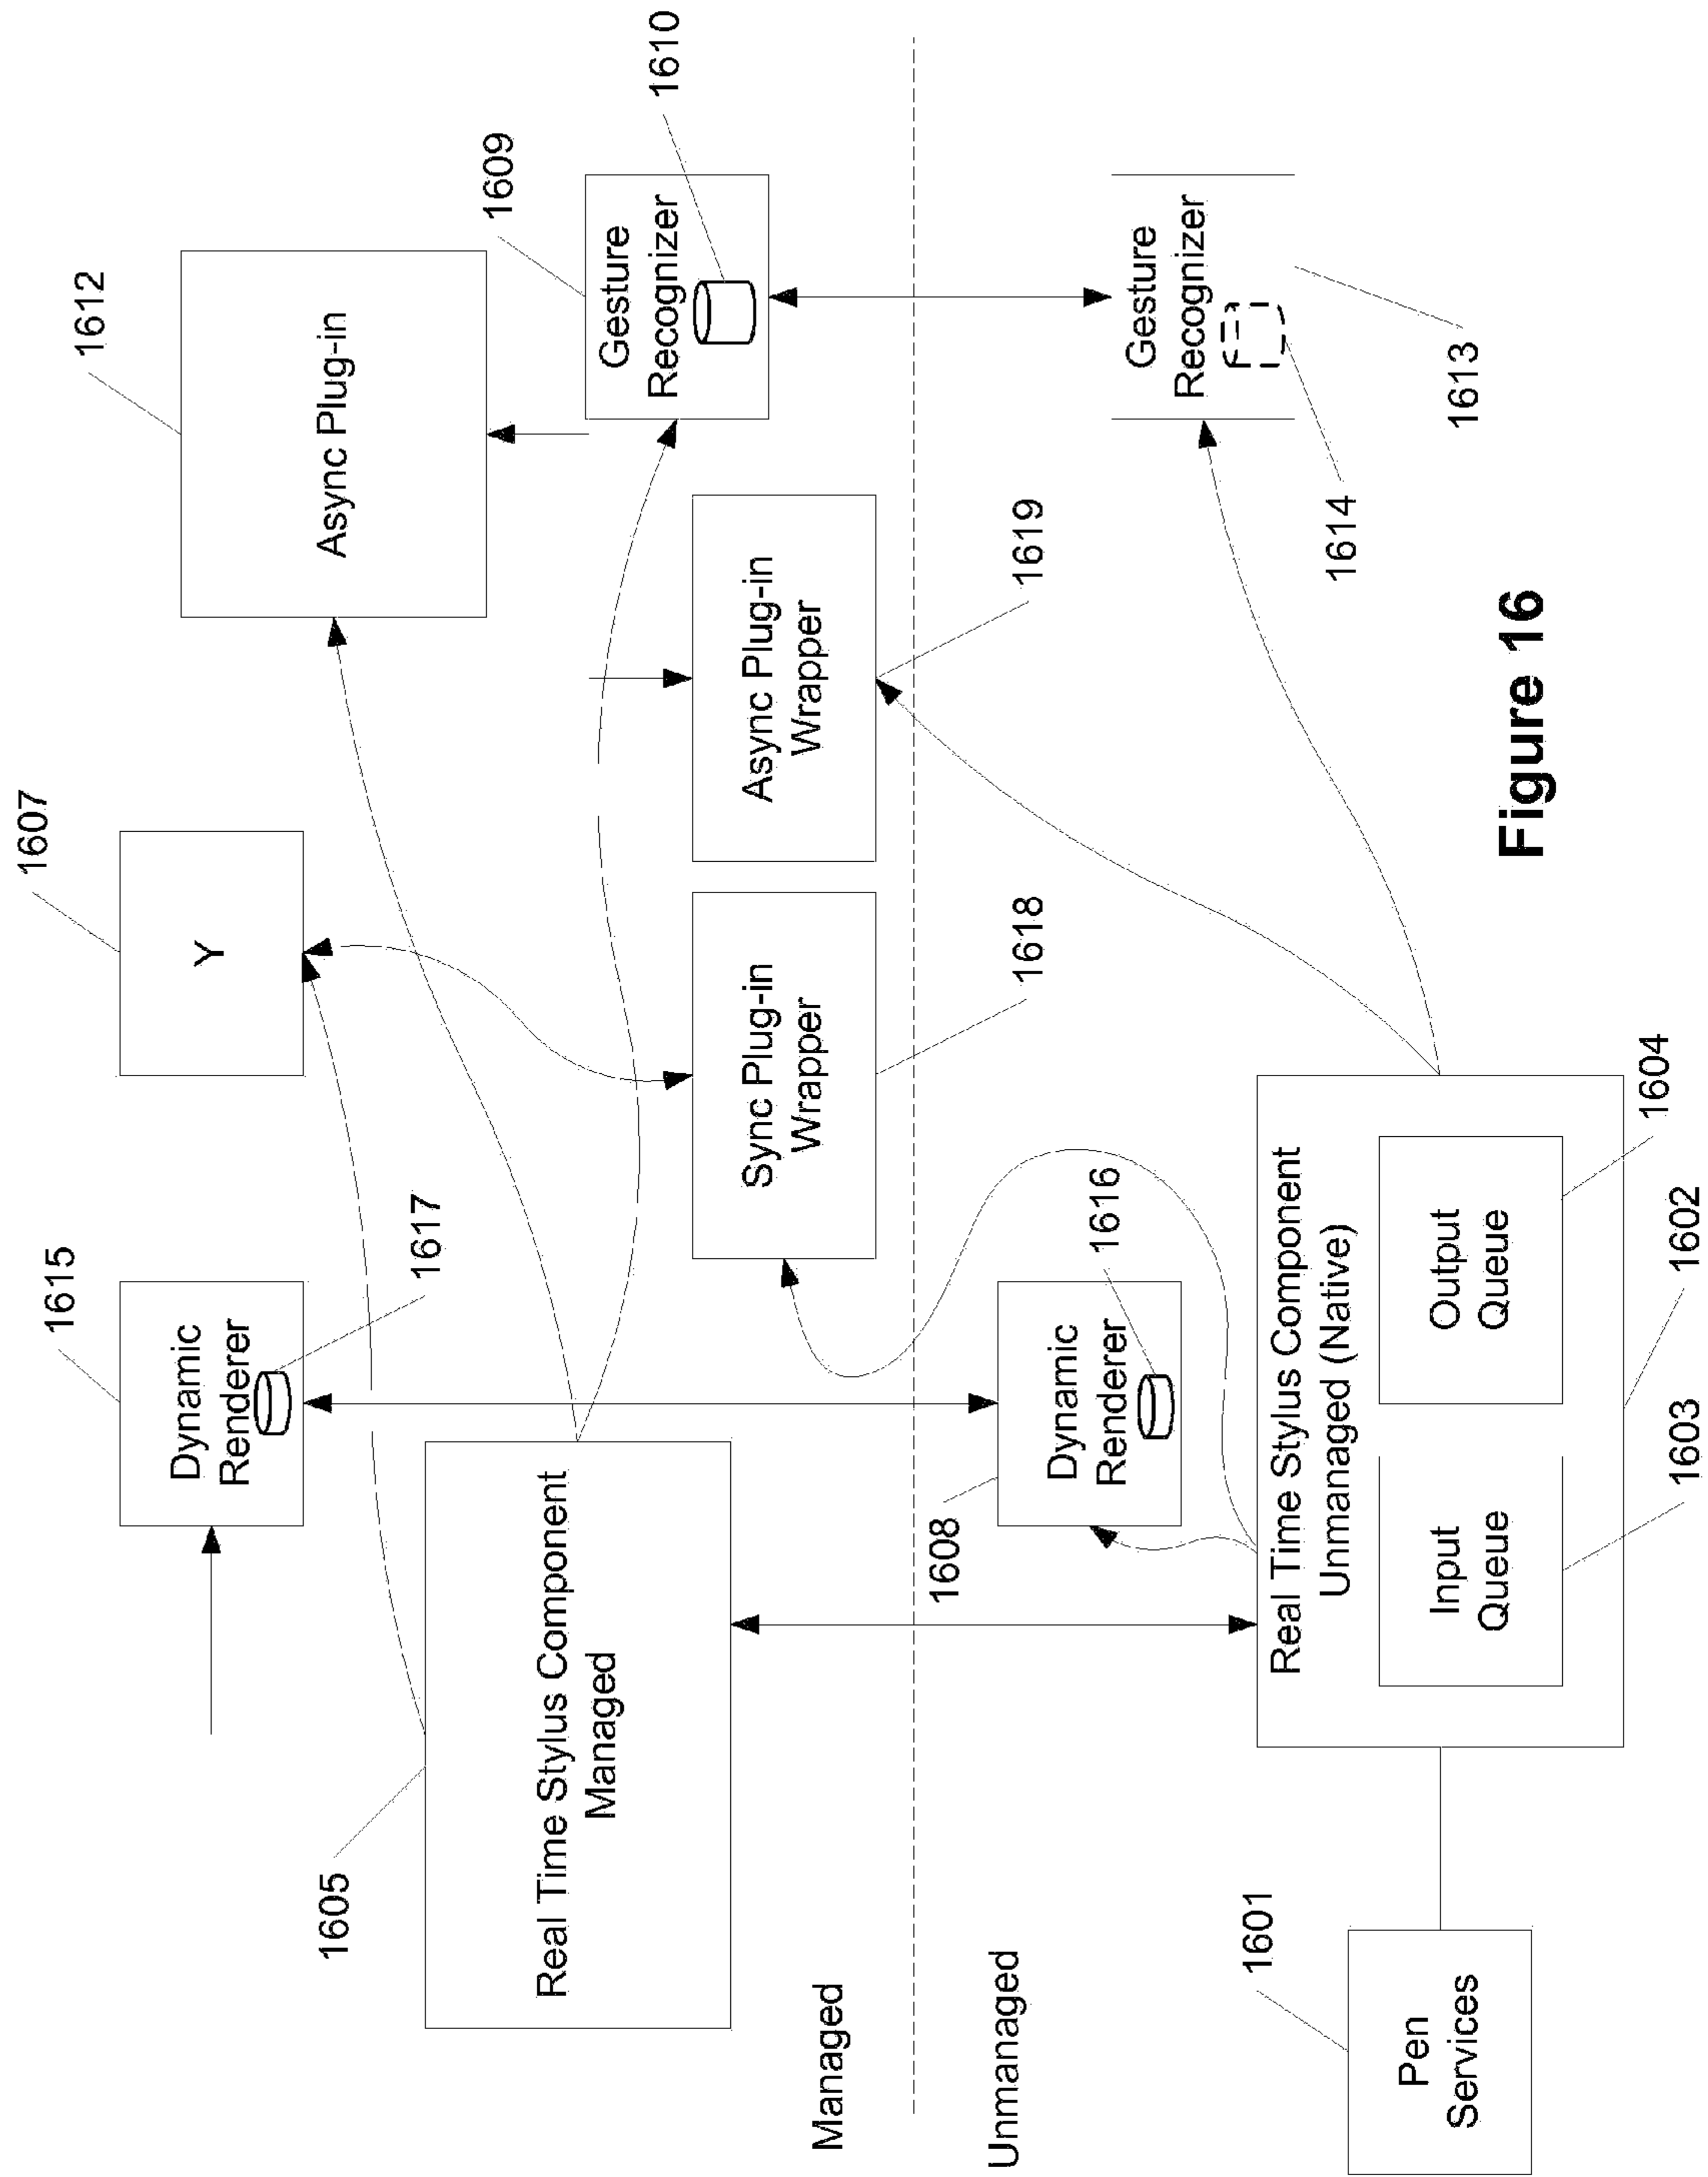 1615
1607
1612
Dynamic
Renderer
1617
Y
Async Plug-in
1609
1605
Real Time Stylus Component
Managed
Gesture
Recognizer
1610
Sync Plug-in
Wrapper
1618
Async Plug-in
Wrapper
1619
Managed
Unmanaged
1608
Dynamic
Renderer
1616
Gesture
Recognizer
1614
1613
1601
Pen
Services
Real Time Stylus Component
Unmanaged (Native)
Input
Queue
Output
Queue
1603
1602
1604
Figure 16